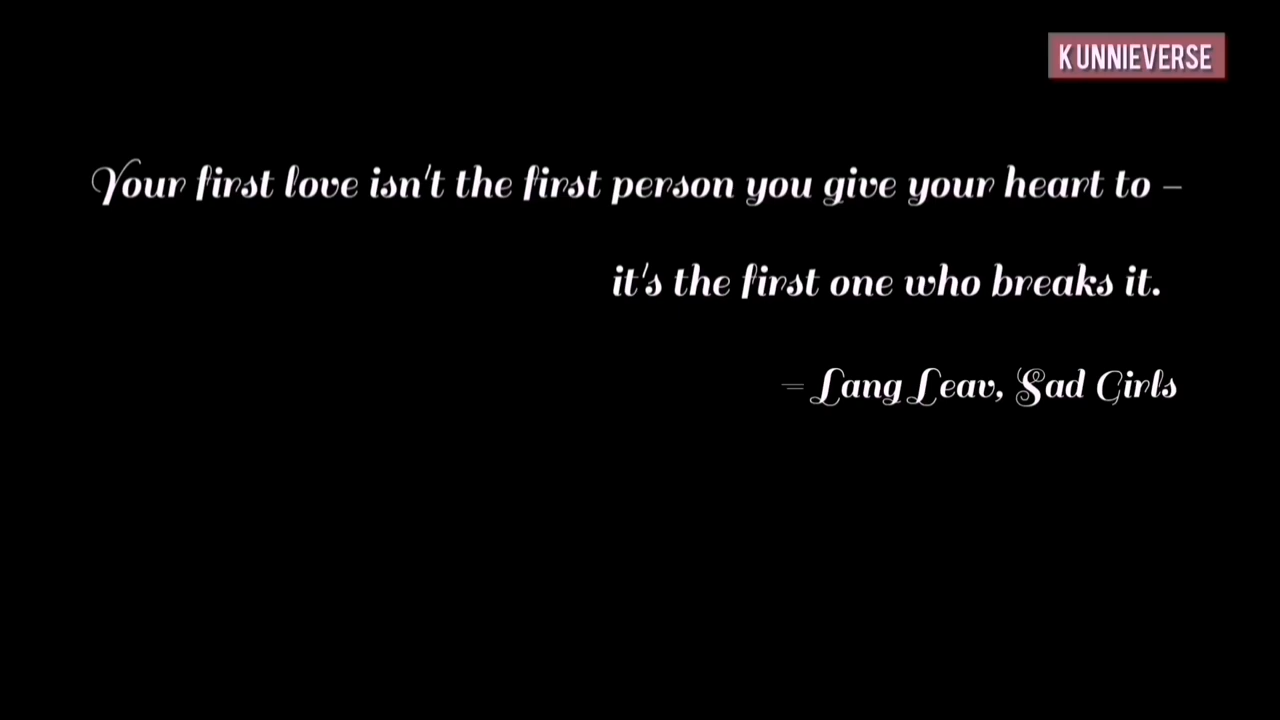 K UNNIEVERSE
Your first love isn't the first person you give your heart to –
it's the first one who breaks it.
– Lang Leav, Sad Girls